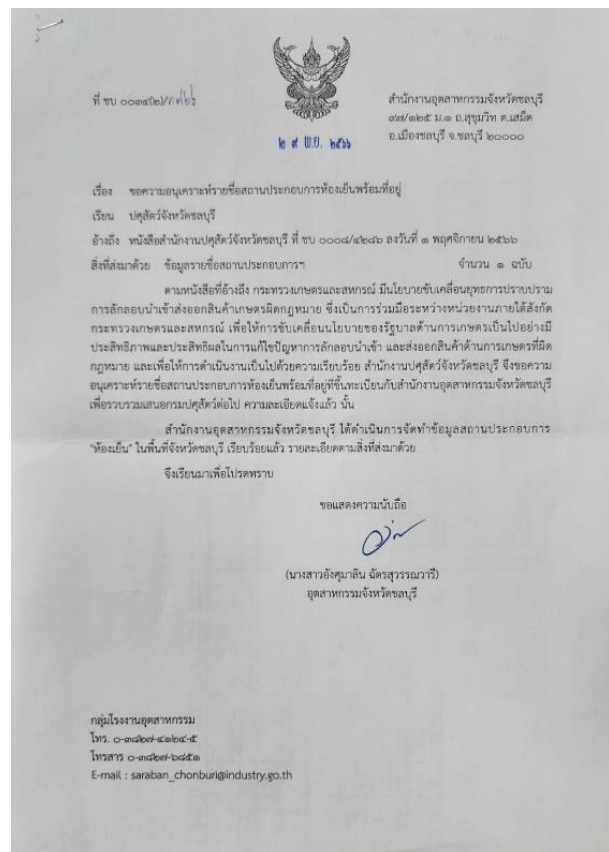 ที่ ชบ ๐๐๓๔(๒)/๓๗๒๖
สำนักงานอุตสาหกรรมจังหวัดชลบุรี
๙๗/๑๒๕ ม.๑ ถ.สุขุมวิท ต.เสม็ด
อ.เมืองชลบุรี จ.ชลบุรี ๒๐๐๐๐
๒๙ พ.ย. ๒๕๖๖
เรื่อง ขอความอนุเคราะห์รายชื่อสถานประกอบการห้องเย็นพร้อมที่อยู่
เรียน ปศุสัตว์จังหวัดชลบุรี
อ้างถึง หนังสือสำนักงานปศุสัตว์จังหวัดชลบุรี ที่ ชบ ๐๐๐๘/๔๒๘๖ ลงวันที่ ๑ พฤศจิกายน ๒๕๖๖
สิ่งที่ส่งมาด้วย ข้อมูลรายชื่อสถานประกอบการฯ จำนวน ๑ ฉบับ
ตามหนังสือที่อ้างถึง กระทรวงเกษตรและสหกรณ์ มีนโยบายขับเคลื่อนยุทธการปราบปราม
การลักลอบนำเข้าส่งออกสินค้าเกษตรผิดกฎหมาย ซึ่งเป็นการร่วมมือระหว่างหน่วยงานภายใต้สังกัด
กระทรวงเกษตรและสหกรณ์ เพื่อให้การขับเคลื่อนนโยบายของรัฐบาลด้านการเกษตรเป็นไปอย่างมี
ประสิทธิภาพและประสิทธิผลในการแก้ไขปัญหาการลักลอบนำเข้า และส่งออกสินค้าด้านการเกษตรที่ผิด
กฎหมาย และเพื่อให้การดำเนินงานเป็นไปด้วยความเรียบร้อย สำนักงานปศุสัตว์จังหวัดชลบุรี จึงขอความ
อนุเคราะห์รายชื่อสถานประกอบการห้องเย็นพร้อมที่อยู่ที่ขึ้นทะเบียนกับสำนักงานอุตสาหกรรมจังหวัดชลบุรี
เพื่อรวบรวมเสนอกรมปศุสัตว์ต่อไป ความละเอียดแจ้งแล้ว นั้น
สำนักงานอุตสาหกรรมจังหวัดชลบุรี ได้ดำเนินการจัดทำข้อมูลสถานประกอบการ
"ห้องเย็น" ในพื้นที่จังหวัดชลบุรี เรียบร้อยแล้ว รายละเอียดตามสิ่งที่ส่งมาด้วย
จึงเรียนมาเพื่อโปรดทราบ
ขอแสดงความนับถือ
(นางสาวอังศุมาลิน ฉัตรสุวรรณวารี)
อุตสาหกรรมจังหวัดชลบุรี
กลุ่มโรงงานอุตสาหกรรม
โทร. ๐-๓๘๒๗-๔๑๒๔-๕
โทรสาร ๐-๓๘๒๗-๖๘๕๑
E-mail : saraban_chonburi@industry.go.th